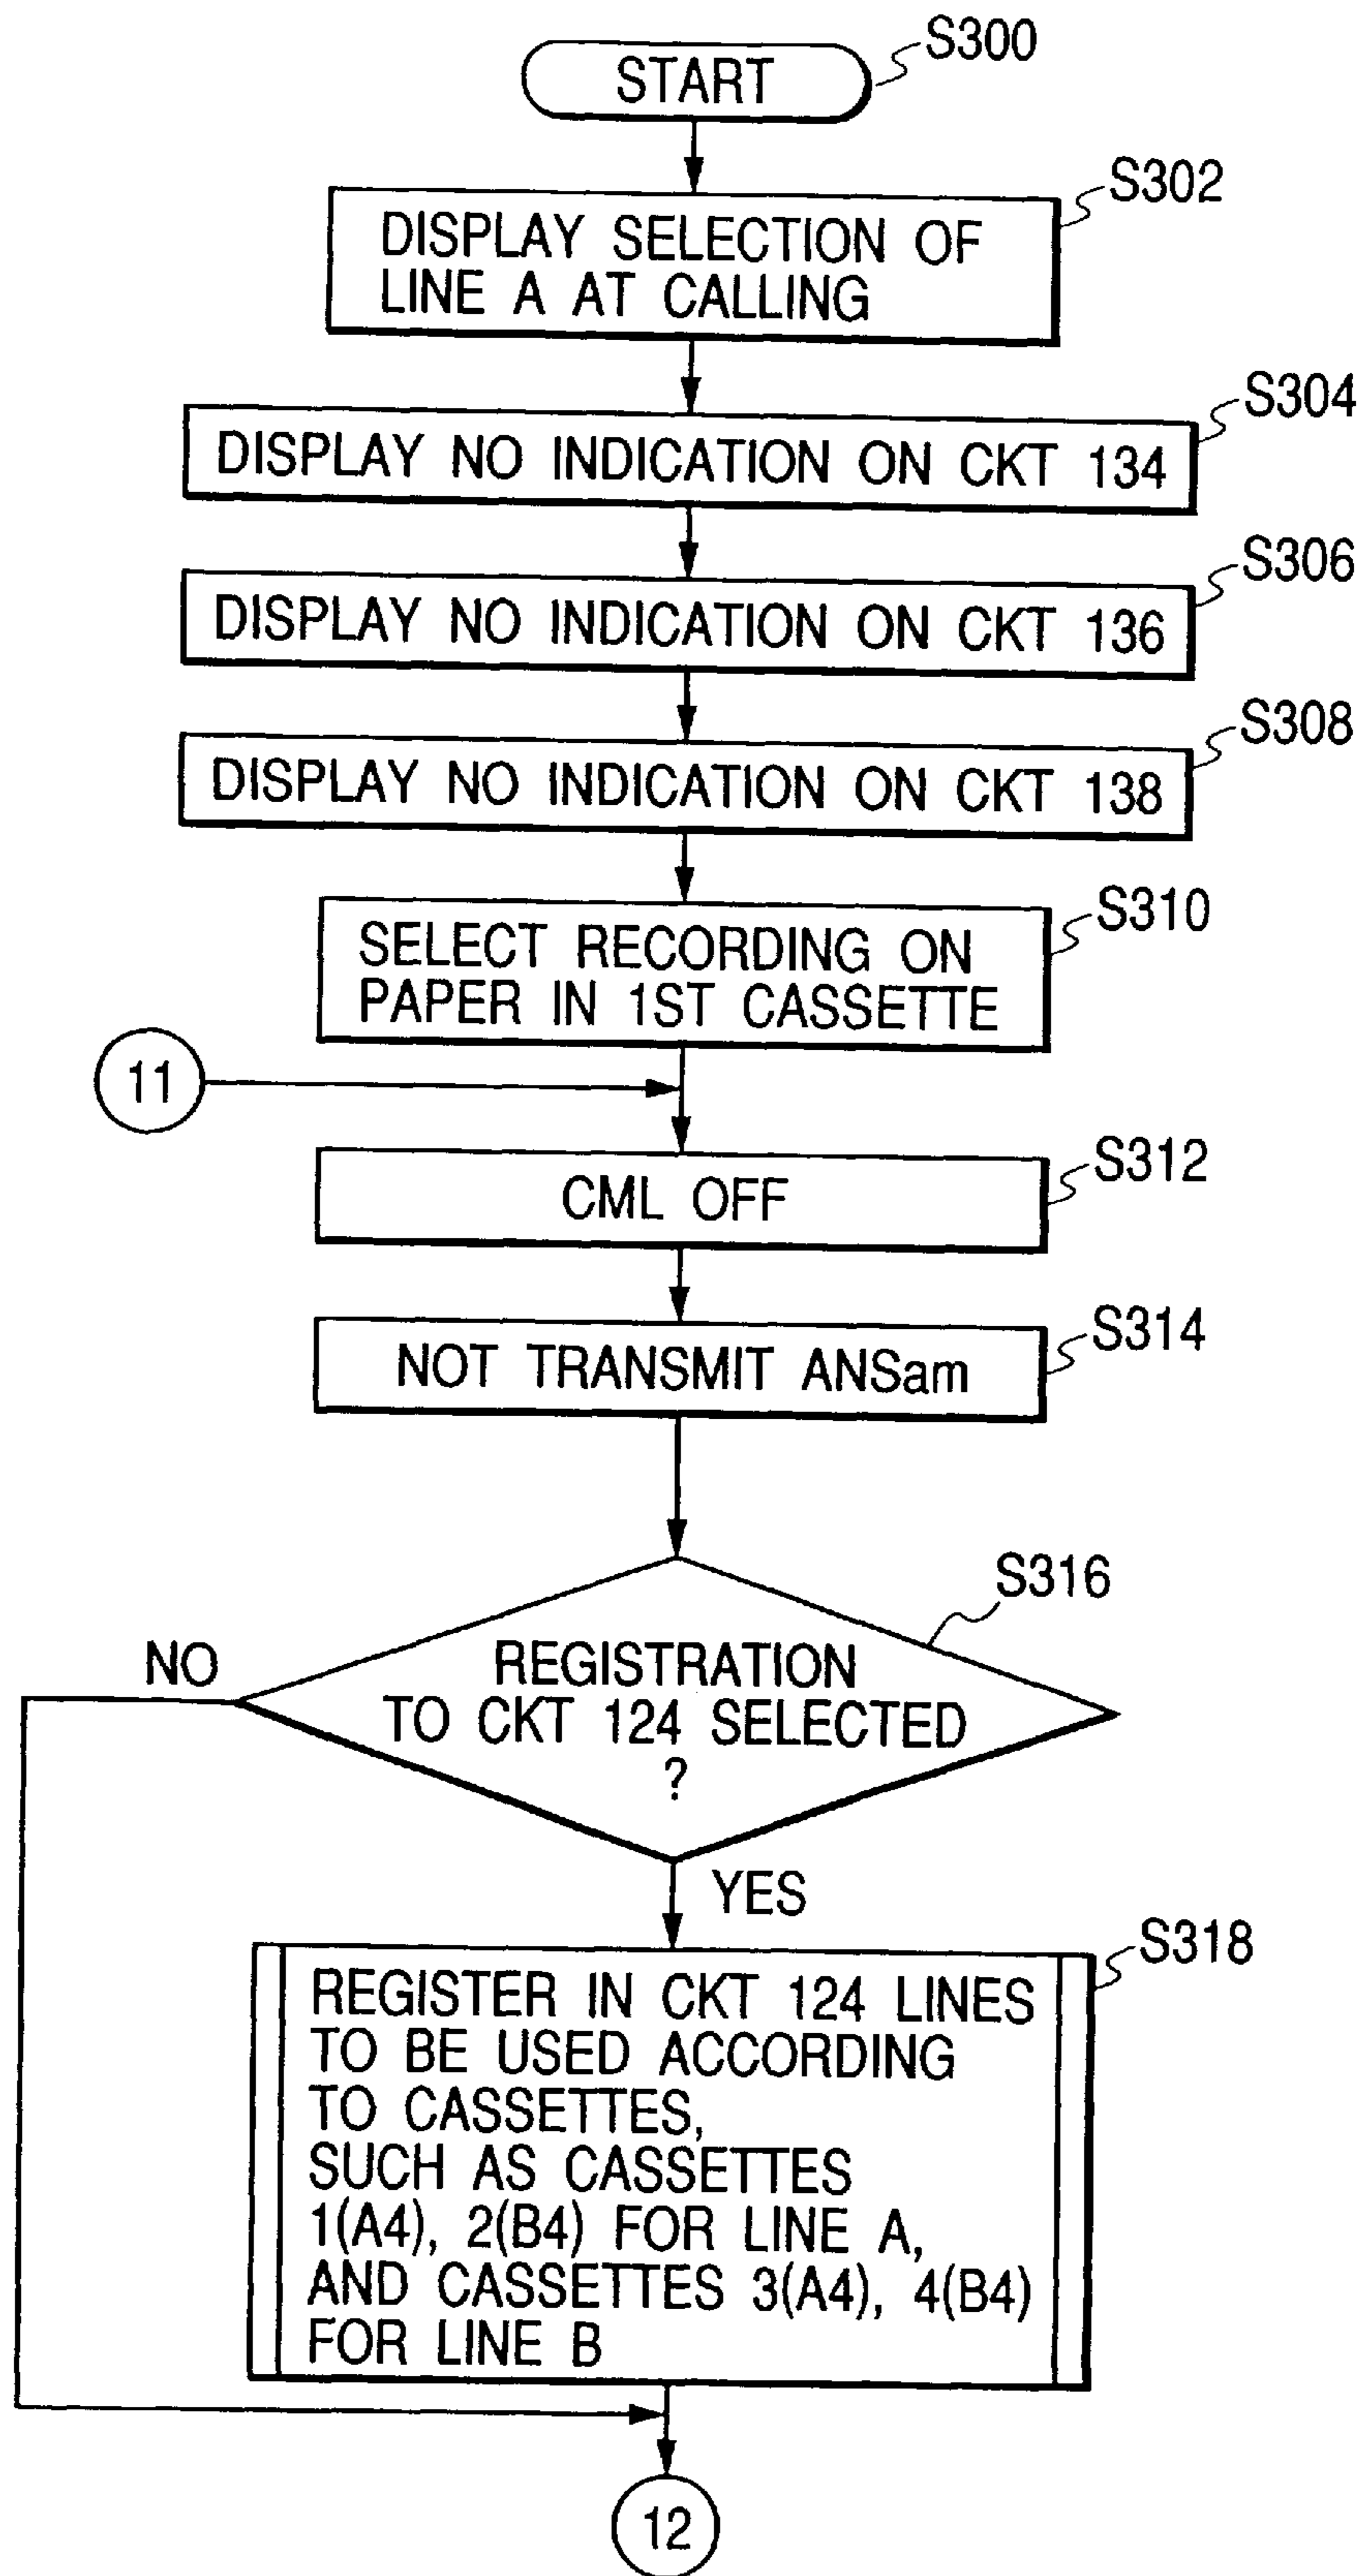 START
S300
DISPLAY SELECTION OF
LINE A AT CALLING
S302
DISPLAY NO INDICATION ON CKT 134
S304
DISPLAY NO INDICATION ON CKT 136
S306
DISPLAY NO INDICATION ON CKT 138
S308
SELECT RECORDING ON
PAPER IN 1ST CASSETTE
S310
11
CML OFF
S312
NOT TRANSMIT ANSam
S314
REGISTRATION
TO CKT 124 SELECTED
?
S316
NO
YES
REGISTER IN CKT 124 LINES
TO BE USED ACCORDING
TO CASSETTES,
SUCH AS CASSETTES
1(A4), 2(B4) FOR LINE A,
AND CASSETTES 3(A4), 4(B4)
FOR LINE B
S318
12